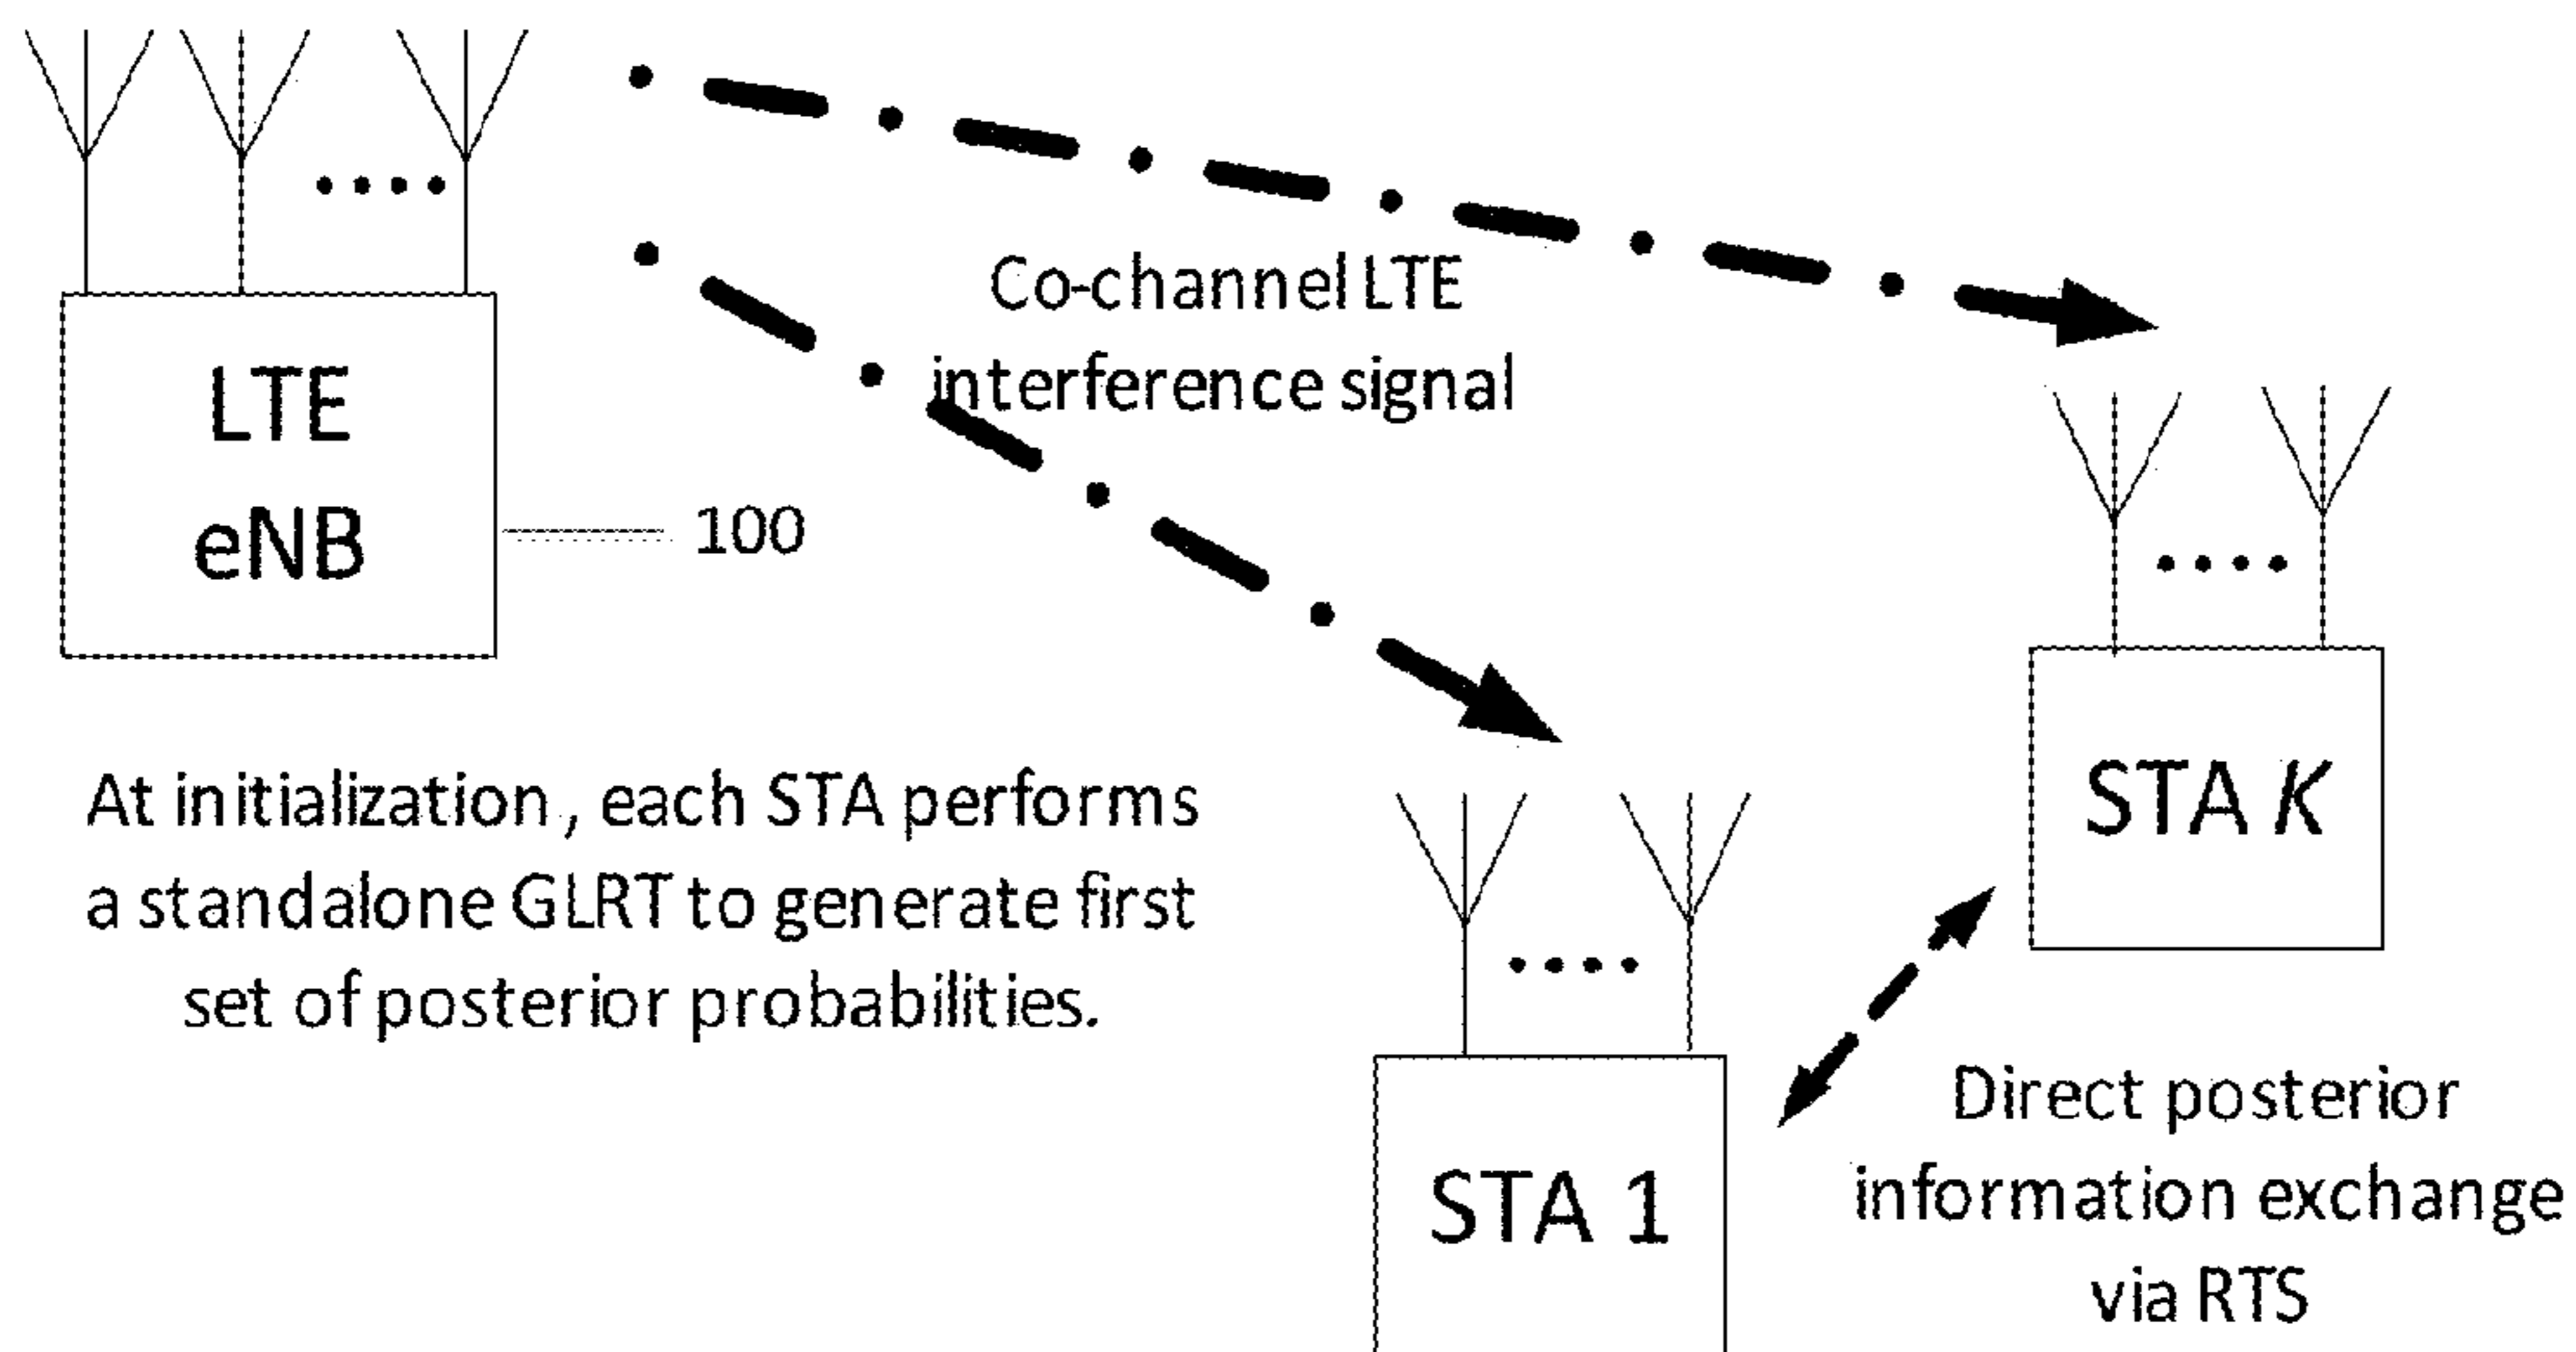 LTE
eNB
100
Co-channel LTE
interference signal
At initialization, each STA performs
a standalone GLRT to generate first
set of posterior probabilities.
STA K
STA 1
Direct posterior
information exchange
via RTS